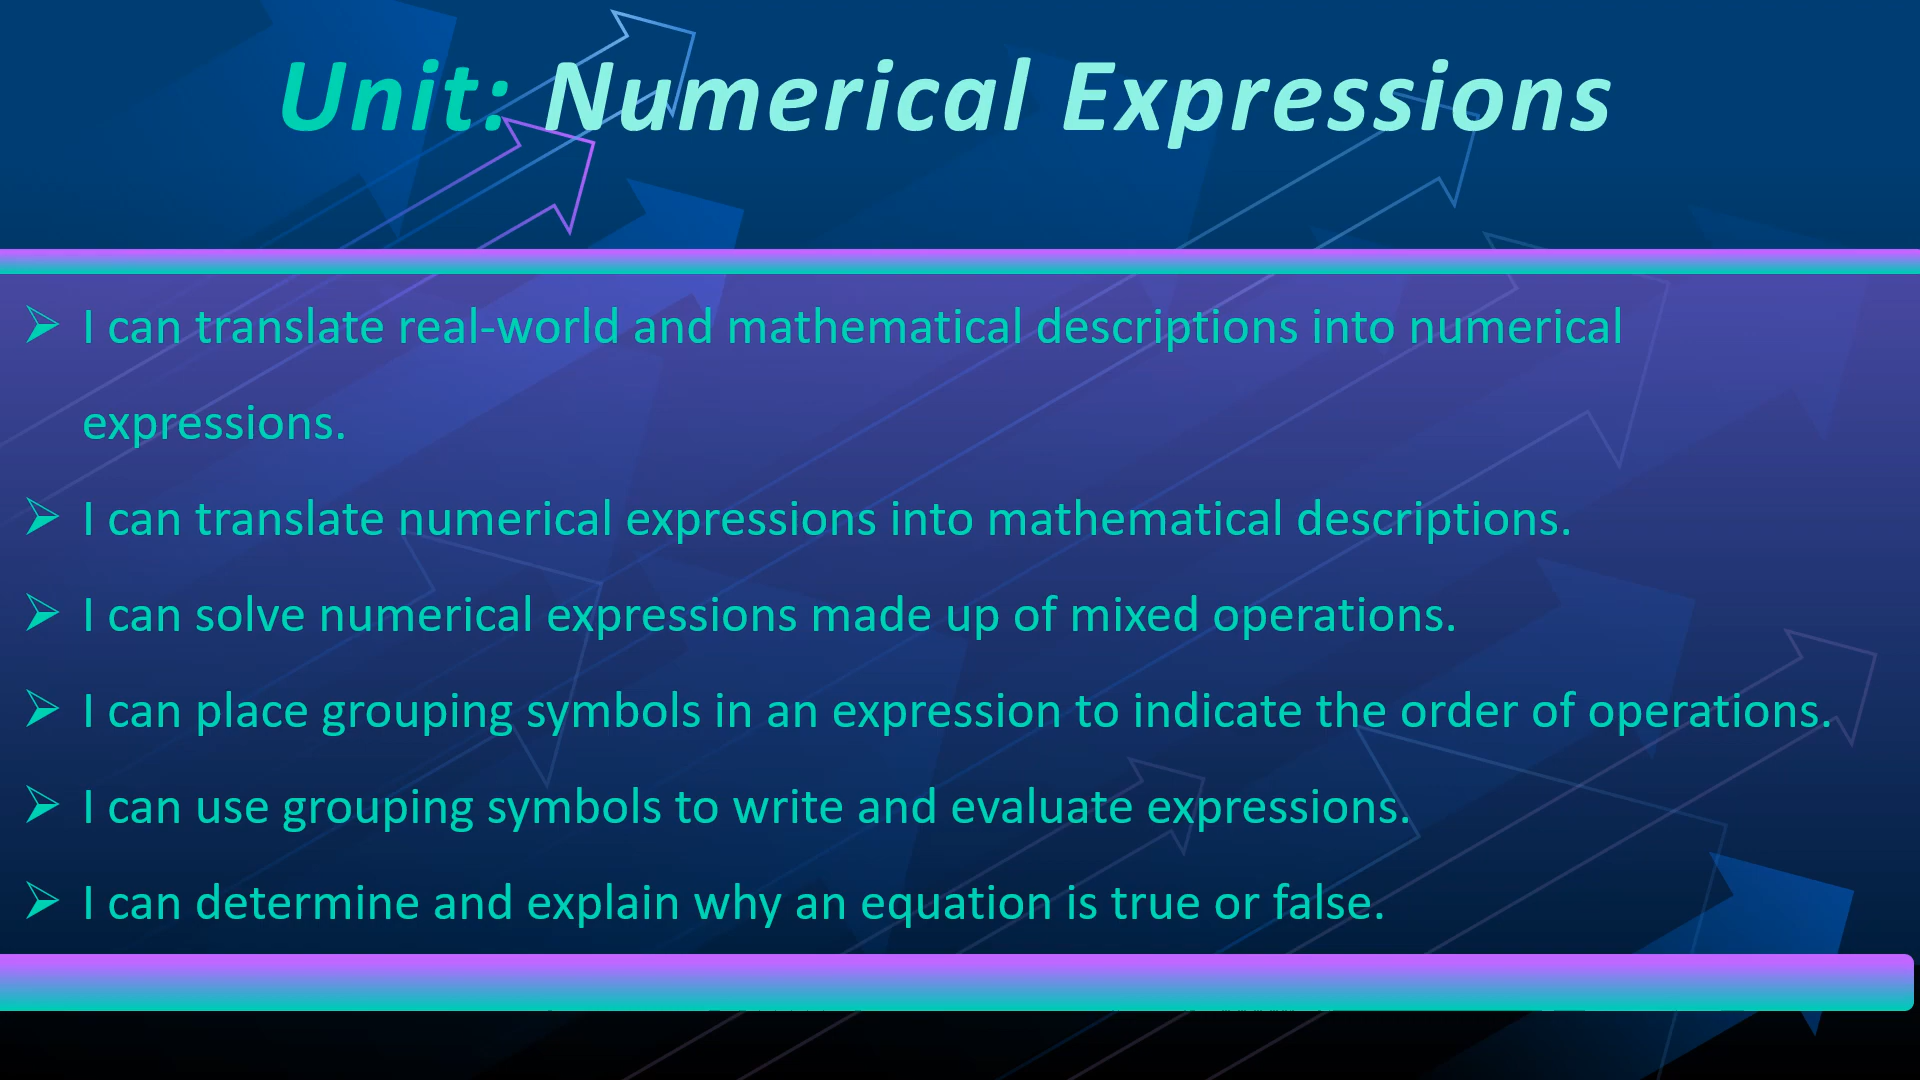 Unit: Numerical Expressions
➢ I can translate real-world and mathematical descriptions into numerical
expressions.
➢ I can translate numerical expressions into mathematical descriptions.
➢ I can solve numerical expressions made up of mixed operations.
➢ I can place grouping symbols in an expression to indicate the order of operations.
➢ I can use grouping symbols to write and evaluate expressions.
➢ I can determine and explain why an equation is true or false.